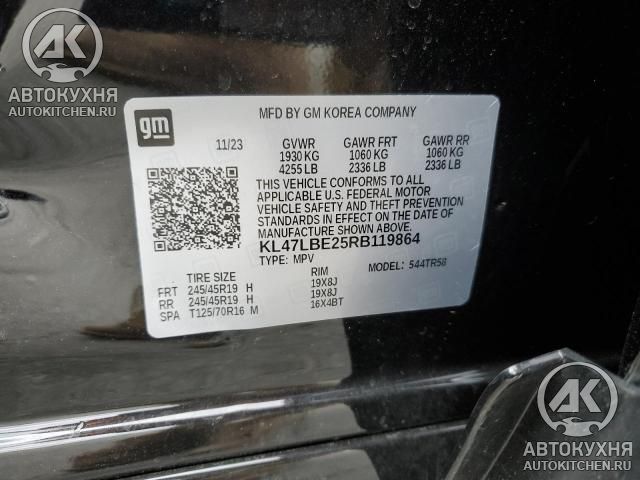 AK
АВТОКУХНЯ
AUTOKITCHEN.RU
gm
MFD BY GM KOREA COMPANY
11/23 GVWR GAWR FRT GAWR RR
1930 KG 1060 KG 1060 KG
4255 LB 2336 LB 2336 LB
THIS VEHICLE CONFORMS TO ALL
APPLICABLE U.S. FEDERAL MOTOR
VEHICLE SAFETY AND THEFT PREVENTION
STANDARDS IN EFFECT ON THE DATE OF
MANUFACTURE SHOWN ABOVE.
KL47LBE25RB119864
TYPE: MPV MODEL: 544TR58
TIRE SIZE RIM
FRT 245/45R19 H 19X8J
RR 245/45R19 H 19X8J
SPA T125/70R16 M 16X4BT
AK
АВТОКУХНЯ
AUTOKITCHEN.RU